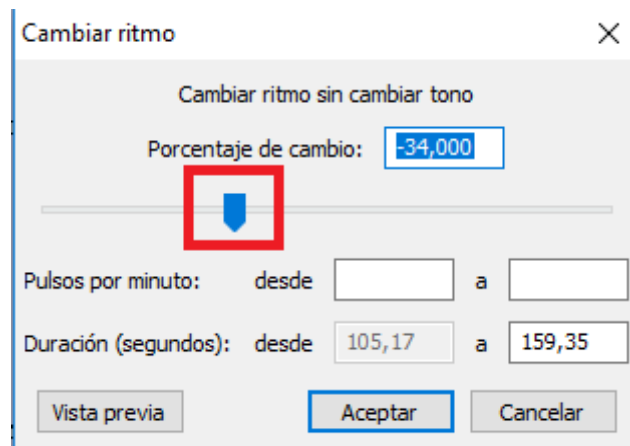 Cambiar ritmo
Cambiar ritmo sin cambiar tono
Porcentaje de cambio: -34,000
Pulsos por minuto: desde a
Duración (segundos): desde 105,17 a 159,35
Vista previa Aceptar Cancelar